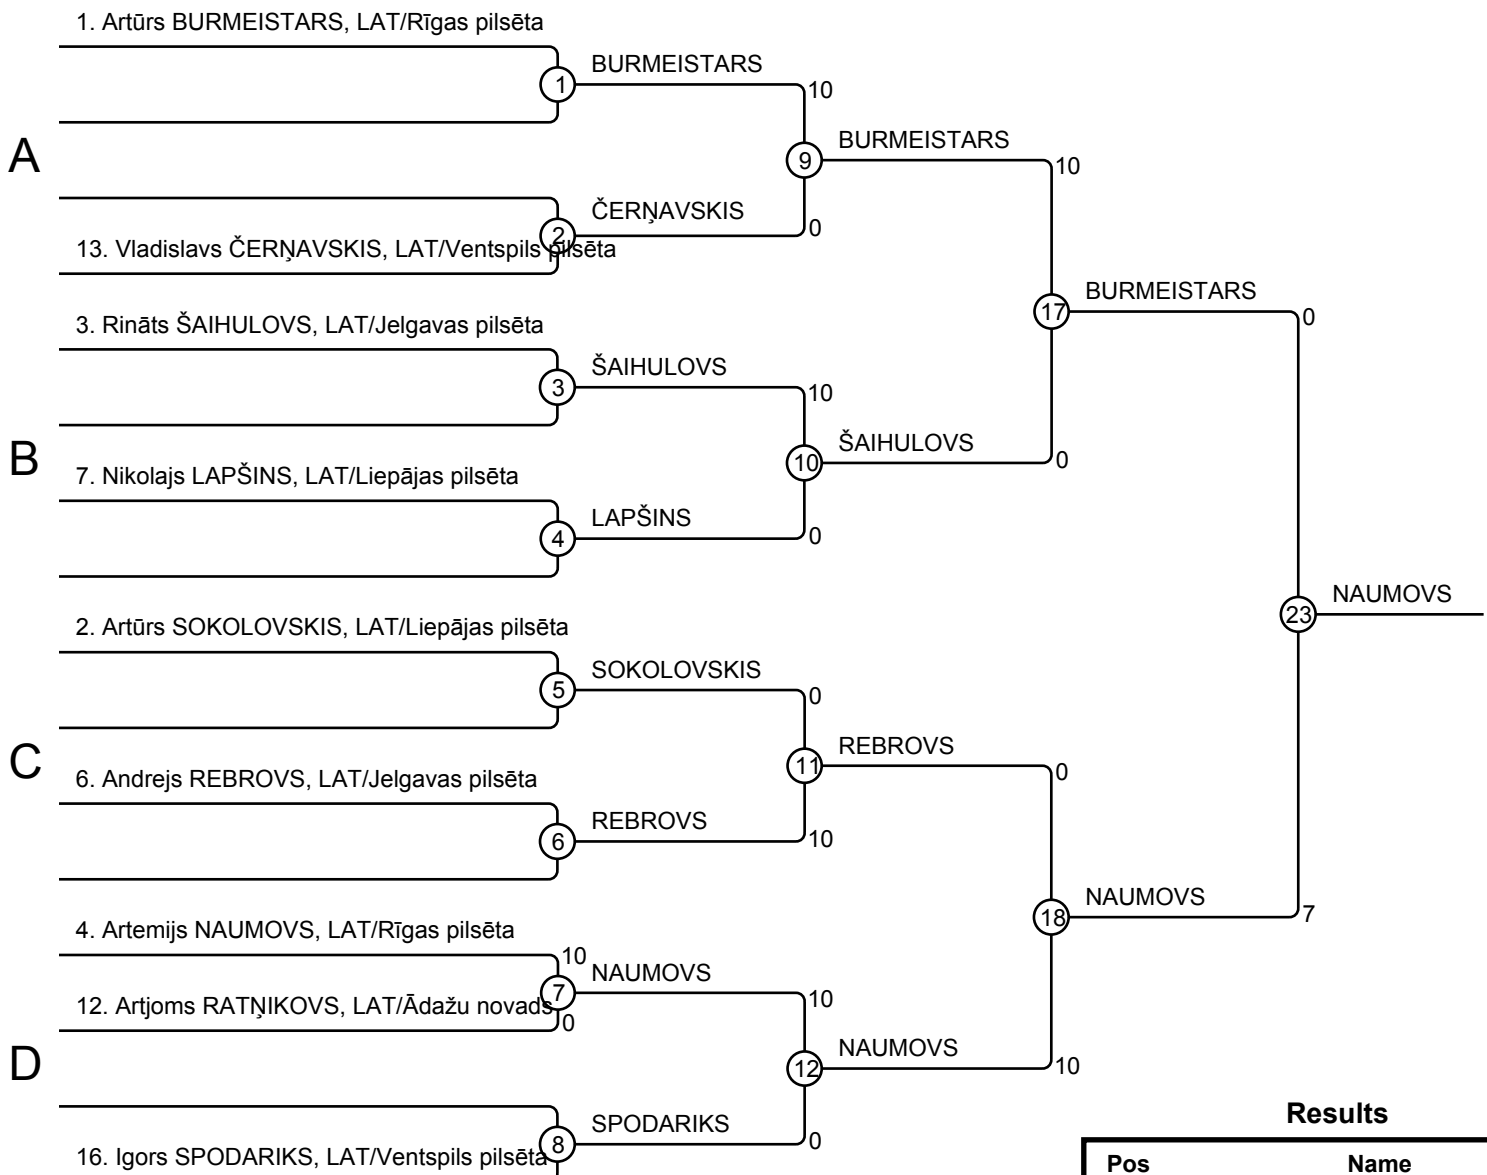 1. Artūrs BURMEISTARS, LAT/Rīgas pilsēta
1
BURMEISTARS
10
A
9
BURMEISTARS
10
2
ČERŅAVSKIS
0
13. Vladislavs ČERŅAVSKIS, LAT/Ventspils pilsēta
17
BURMEISTARS
0
3. Rināts ŠAIHULOVS, LAT/Jelgavas pilsēta
3
ŠAIHULOVS
10
B
10
ŠAIHULOVS
0
7. Nikolajs LAPŠINS, LAT/Liepājas pilsēta
4
LAPŠINS
0
23
NAUMOVS
2. Artūrs SOKOLOVSKIS, LAT/Liepājas pilsēta
5
SOKOLOVSKIS
0
C
11
REBROVS
0
6. Andrejs REBROVS, LAT/Jelgavas pilsēta
6
REBROVS
10
18
NAUMOVS
7
4. Artemijs NAUMOVS, LAT/Rīgas pilsēta
10
7
NAUMOVS
10
12. Artjoms RATŅIKOVS, LAT/Ādažu novads
0
D
12
NAUMOVS
10
8
SPODARIKS
0
16. Igors SPODARIKS, LAT/Ventspils pilsēta
Results
Pos Name